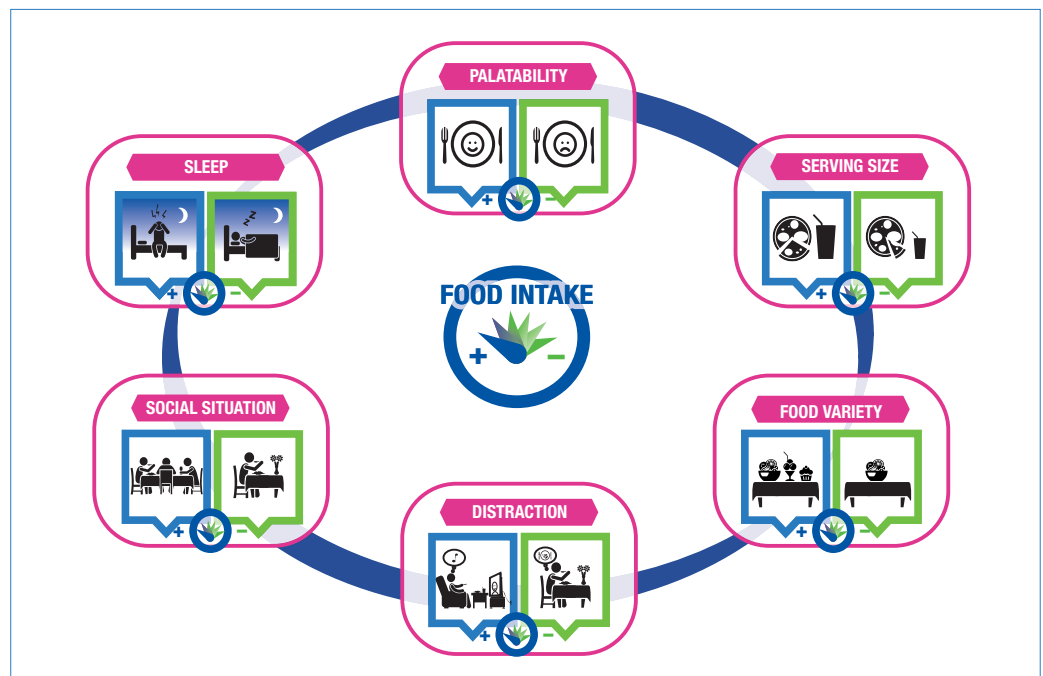 PALATABILITY
+ −
SLEEP
+ −
SERVING SIZE
+ −
FOOD INTAKE
+ −
SOCIAL SITUATION
+ −
FOOD VARIETY
+ −
DISTRACTION
+ −